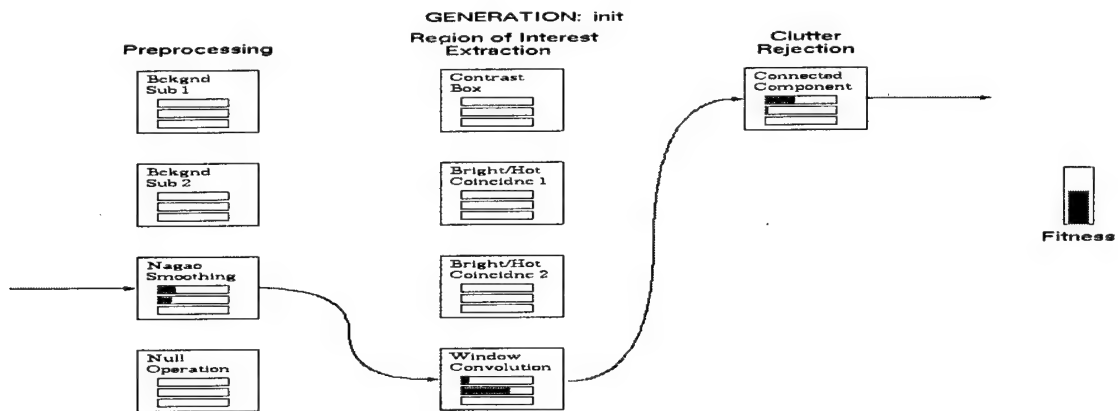 GENERATION: init
Preprocessing
Region of Interest
Extraction
Clutter
Rejection
Bckgnd
Sub 1
Contrast
Box
Connected
Component
Bckgnd
Sub 2
Bright/Hot
Coincidnc 1
Fitness
Nagao
Smoothing
Bright/Hot
Coincidnc 2
Null
Operation
Window
Convolution